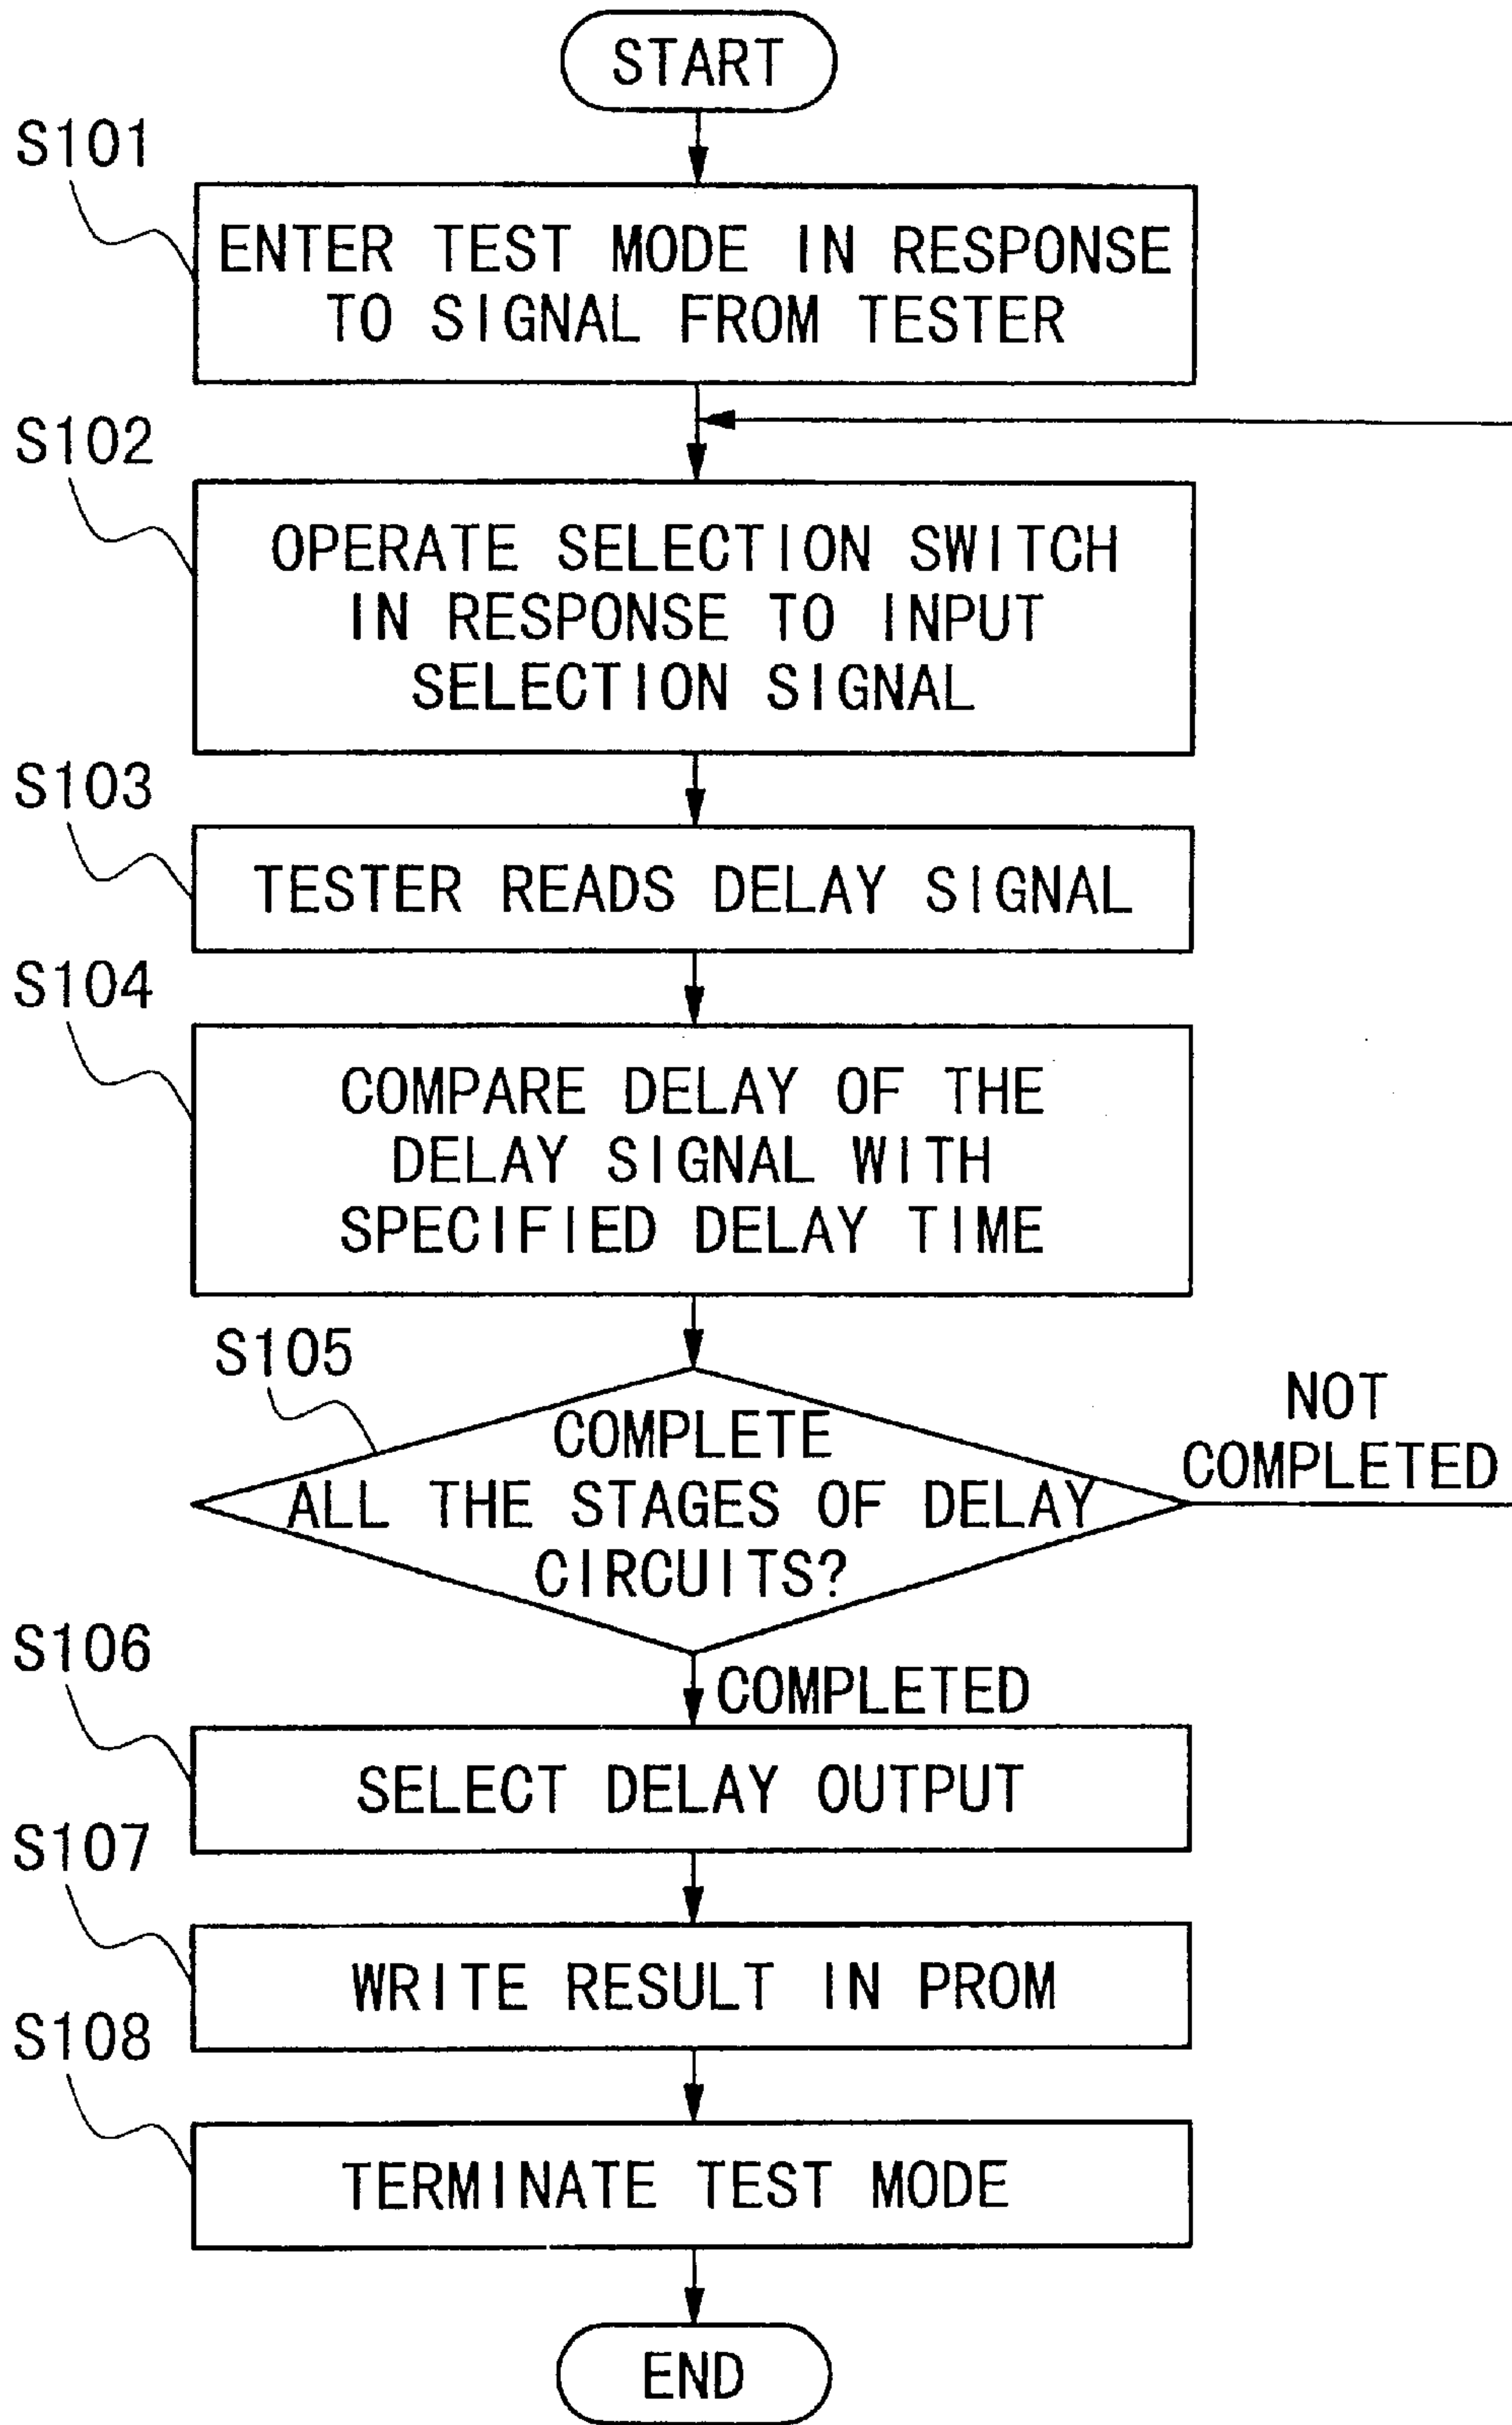 START
S101
ENTER TEST MODE IN RESPONSE
TO SIGNAL FROM TESTER
S102
OPERATE SELECTION SWITCH
IN RESPONSE TO INPUT
SELECTION SIGNAL
S103
TESTER READS DELAY SIGNAL
S104
COMPARE DELAY OF THE
DELAY SIGNAL WITH
SPECIFIED DELAY TIME
S105
COMPLETE
ALL THE STAGES OF DELAY
CIRCUITS?
NOT
COMPLETED
COMPLETED
S106
SELECT DELAY OUTPUT
S107
WRITE RESULT IN PROM
S108
TERMINATE TEST MODE
END